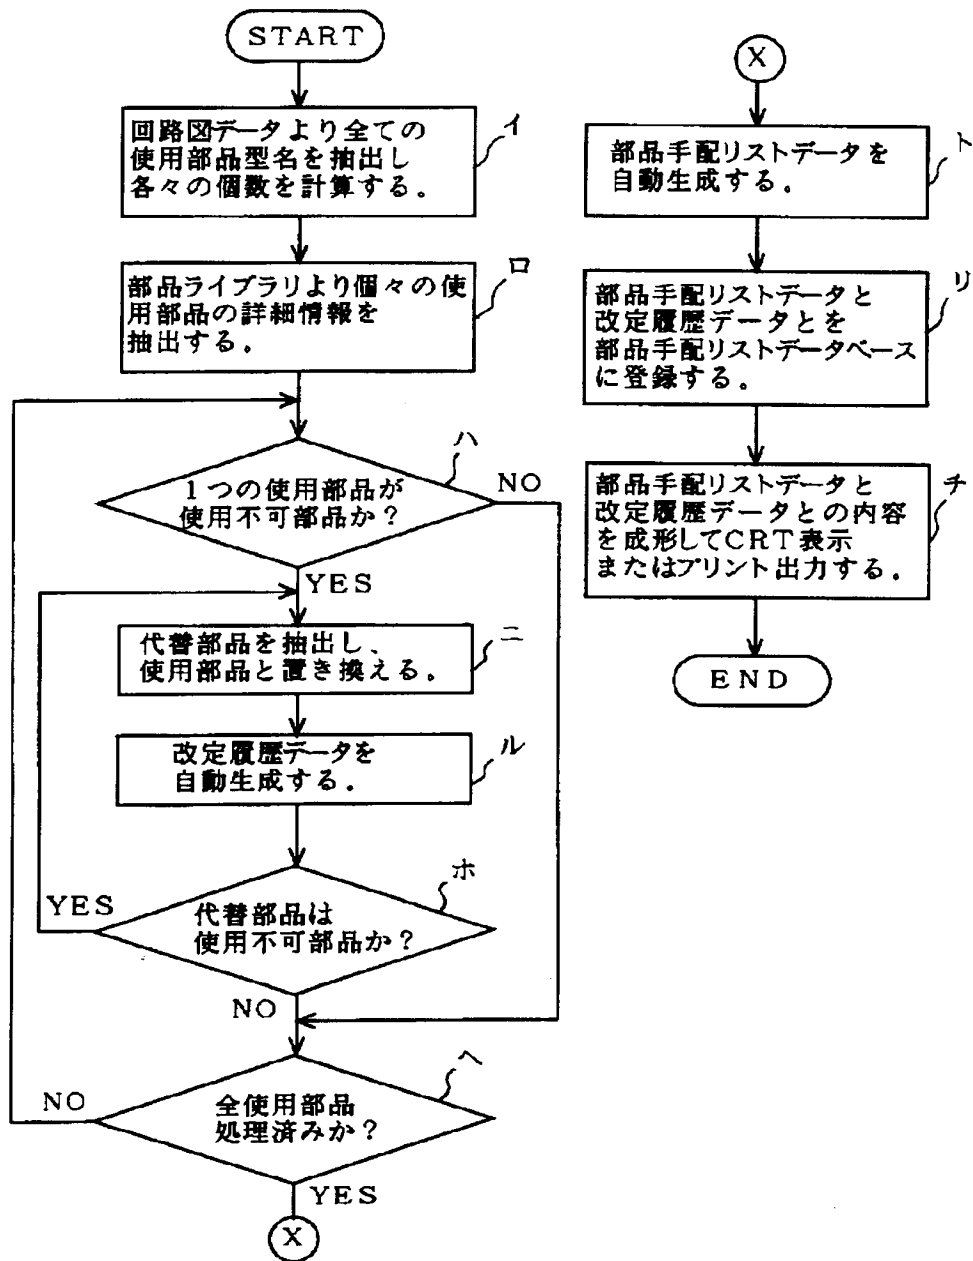 START
回路図データより全ての
使用部品型名を抽出し
各々の個数を計算する。
イ
部品ライブラリより個々の使
用部品の詳細情報を
抽出する。
ロ
1つの使用部品が
使用不可部品か?
ハ
NO
YES
代替部品を抽出し、
使用部品と置き換える。
ニ
改定履歴データを
自動生成する.
ル
代替部品は
使用不可部品か?
ホ
YES
NO
全使用部品
処理済みか?
ヘ
NO
YES
X
X
部品手配リストデータを
自動生成する.
ト
部品手配リストデータと
改定履歴データとを
部品手配リストデータベース
に登録する.
リ
部品手配リストデータと
改定履歴データとの内容
を成形してCRT表示
またはプリント出力する.
チ
END